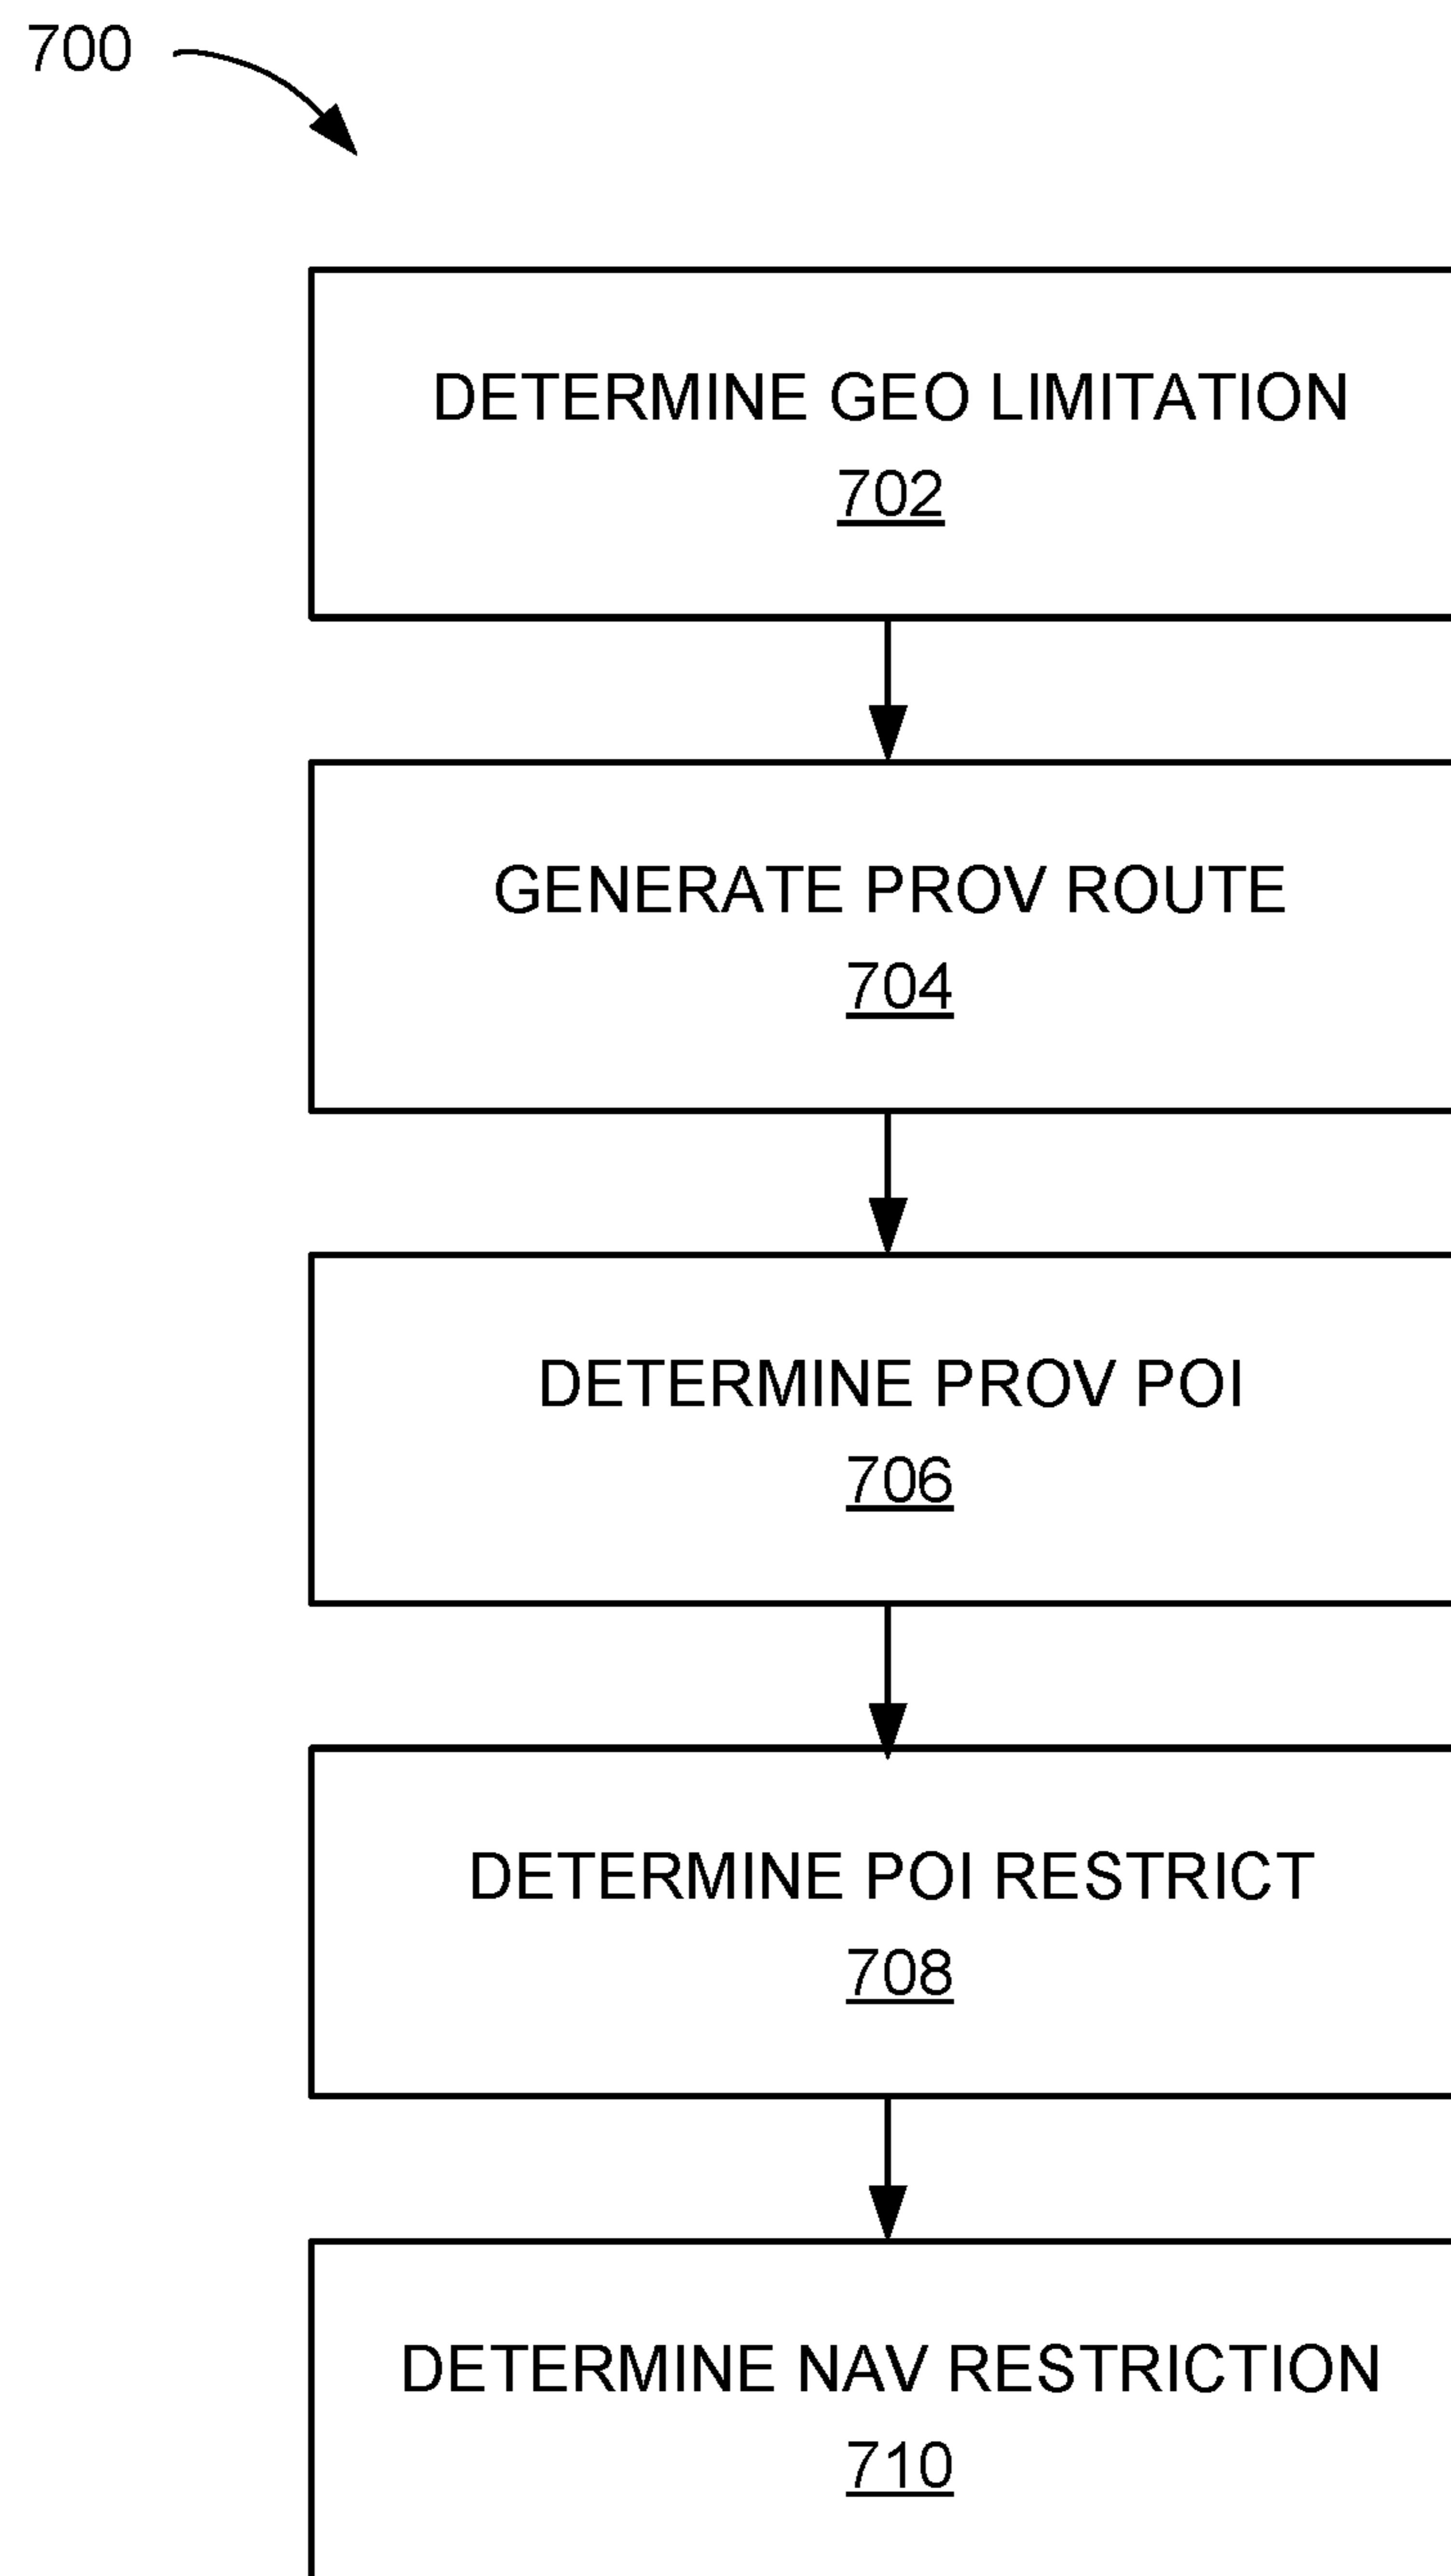 700
DETERMINE GEO LIMITATION
702
GENERATE PROV ROUTE
704
DETERMINE PROV POI
706
DETERMINE POI RESTRICT
708
DETERMINE NAV RESTRICTION
710